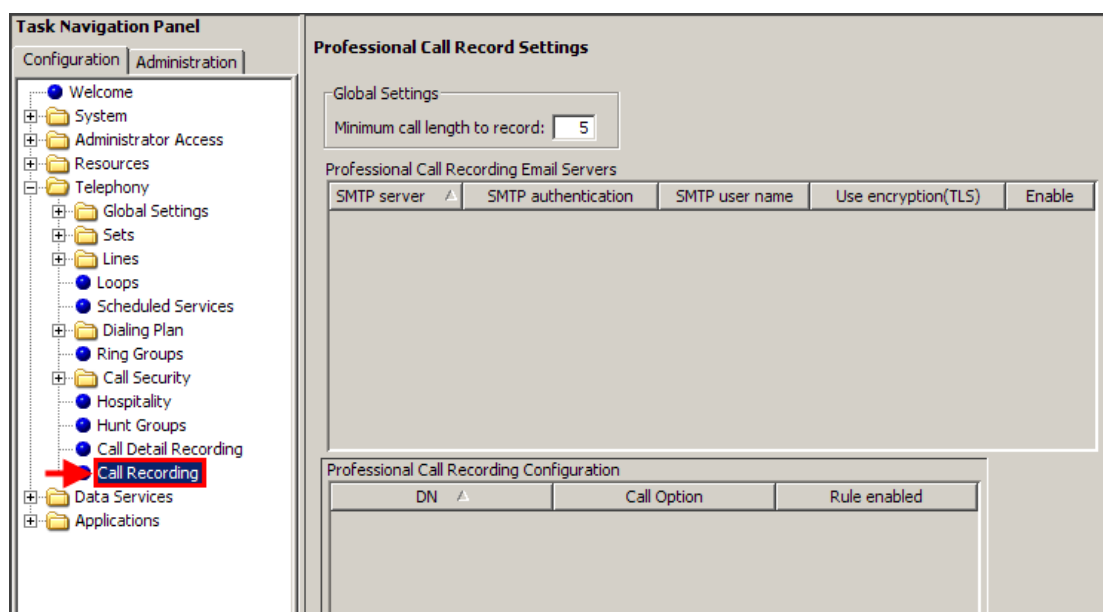 Task Navigation Panel
Configuration Administration
Welcome
System
Administrator Access
Resources
Telephony
Global Settings
Sets
Lines
Loops
Scheduled Services
Dialing Plan
Ring Groups
Call Security
Hospitality
Hunt Groups
Call Detail Recording
Call Recording
Data Services
Applications
Professional Call Record Settings
Global Settings
Minimum call length to record: 5
Professional Call Recording Email Servers
SMTP server SMTP authentication SMTP user name Use encryption(TLS) Enable
Professional Call Recording Configuration
DN Call Option Rule enabled